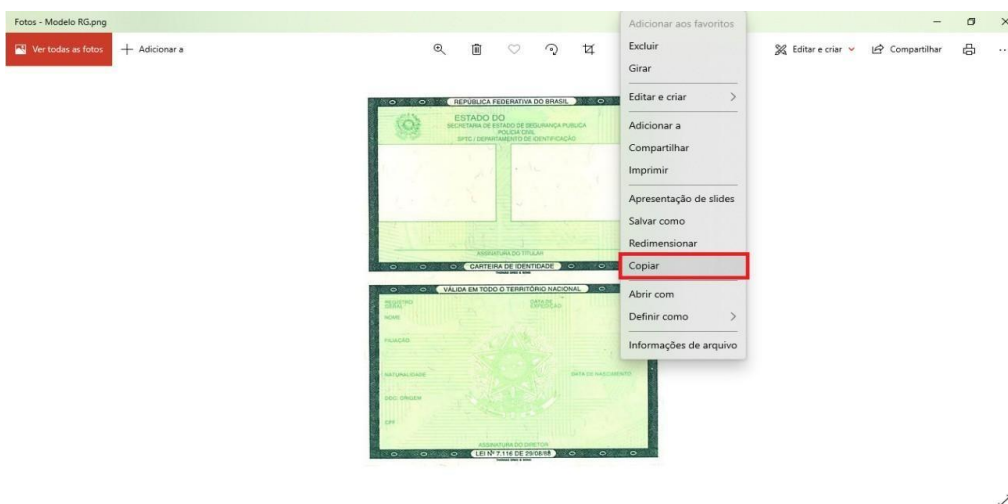 Fotos - Modelo RG.png
Ver todas as fotos
Adicionar a
Editar e criar
Compartilhar
Adicionar aos favoritos
Excluir
Girar
Editar e criar
Adicionar a
Compartilhar
Imprimir
Apresentação de slides
Salvar como
Redimensionar
Copiar
Abrir com
Definir como
Informações de arquivo
REPÚBLICA FEDERATIVA DO BRASIL
ESTADO DO
SECRETARIA DE ESTADO DE SEGURANÇA PUBLICA
POLICIA CIVIL
SPTC / DEPARTAMENTO DE IDENTIFICAÇÃO
ASSINATURA DO TITULAR
CARTEIRA DE IDENTIDADE
VÁLIDA EM TODO O TERRITÓRIO NACIONAL
REGISTRO
GERAL
DATA DE
EXPEDIÇÃO
NOME
FILIAÇÃO
NATURALIDADE
DATA DE NASCIMENTO
DOC. ORIGEM
CPF
ASSINATURA DO DIRETOR
LEI Nº 7.116 DE 29/08/83